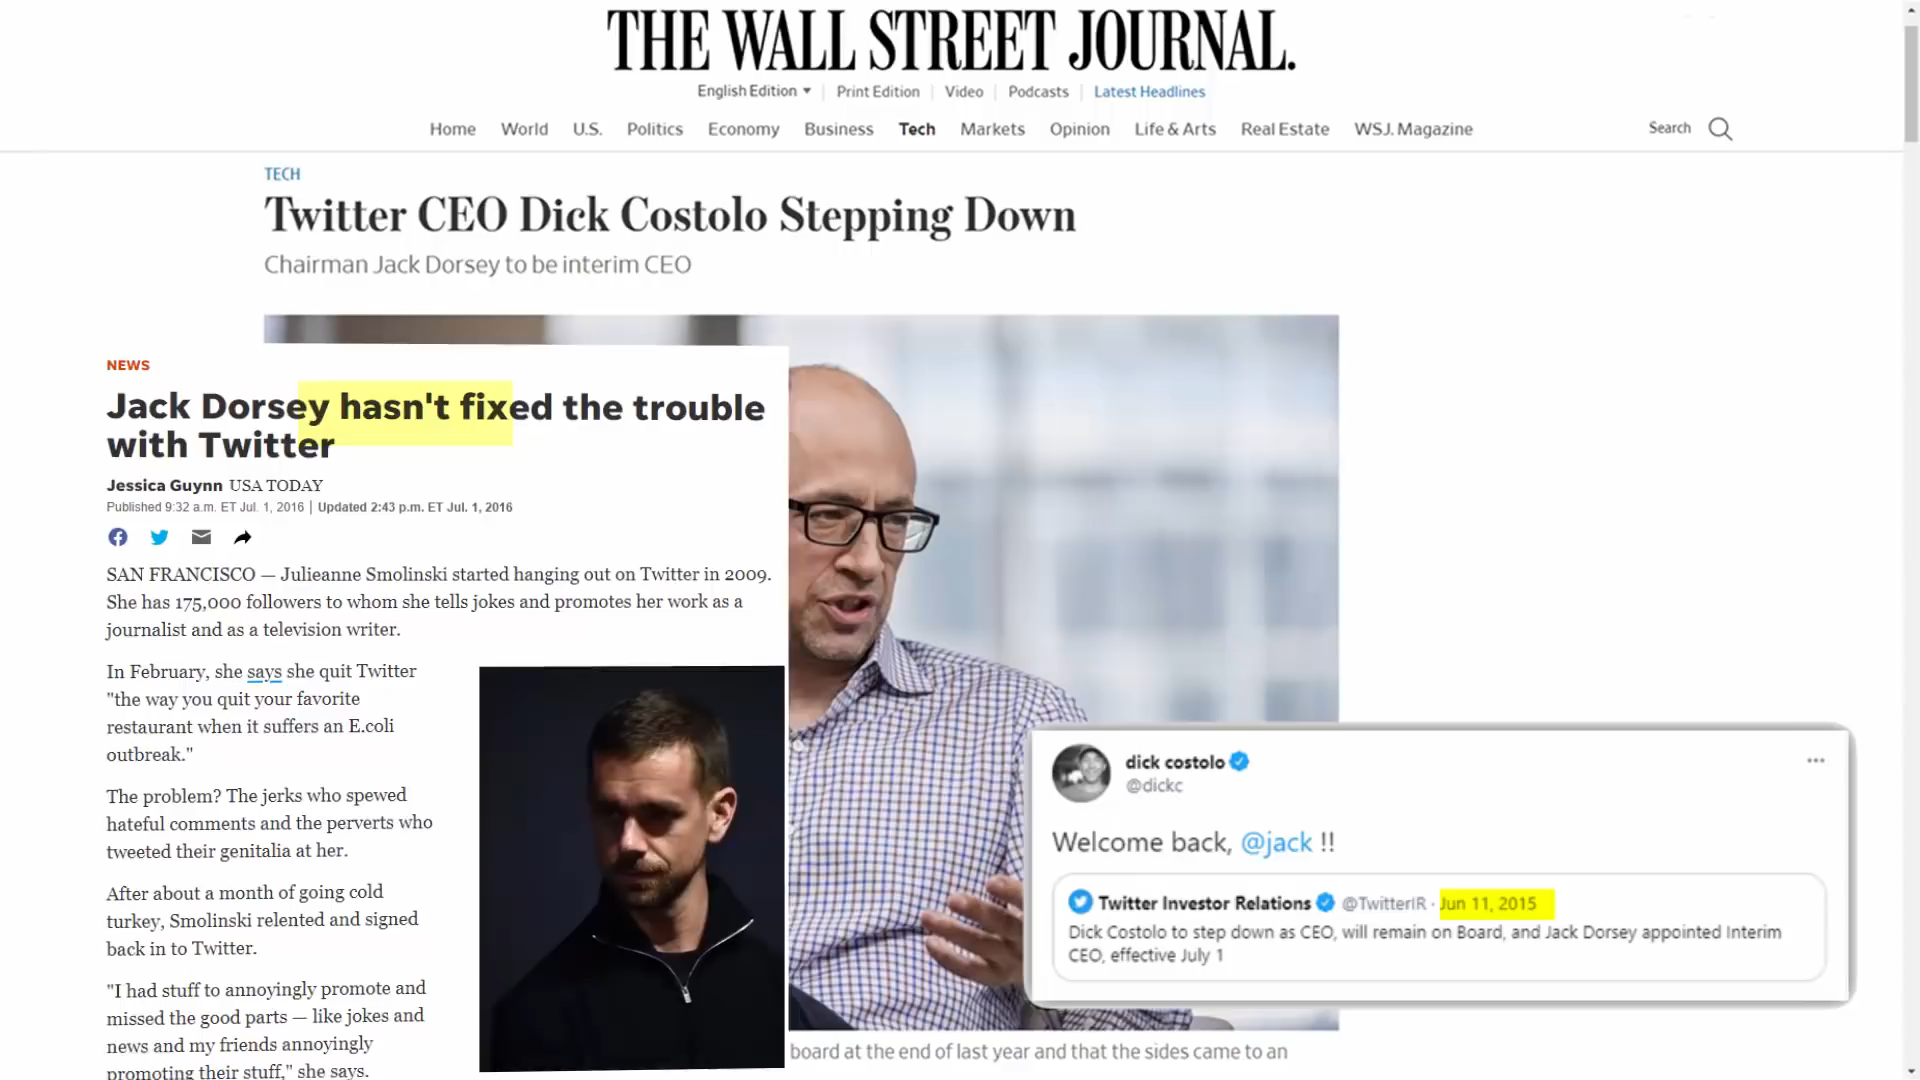 THE WALL STREET JOURNAL.
English Edition
Print Edition
Video
Podcasts
Latest Headlines
Home
World
U.S.
Politics
Economy
Business
Tech
Markets
Opinion
Life & Arts
Real Estate
WSJ. Magazine
Search
TECH
Twitter CEO Dick Costolo Stepping Down
Chairman Jack Dorsey to be interim CEO
NEWS
Jack Dorsey hasn't fixed the trouble
with Twitter
Jessica Guynn USA TODAY
Published 9:32 a.m. ET Jul. 1, 2016 | Updated 2:43 p.m. ET Jul. 1, 2016
SAN FRANCISCO — Julieanne Smolinski started hanging out on Twitter in 2009.
She has 175,000 followers to whom she tells jokes and promotes her work as a
journalist and as a television writer.
In February, she says she quit Twitter
"the way you quit your favorite
restaurant when it suffers an E.coli
outbreak."
The problem? The jerks who spewed
hateful comments and the perverts who
tweeted their genitalia at her.
After about a month of going cold
turkey, Smolinski relented and signed
back in to Twitter.
"I had stuff to annoyingly promote and
missed the good parts — like jokes and
news and my friends annoyingly
promoting their stuff," she says.
dick costolo
@dickc
Welcome back, @jack !!
Twitter Investor Relations @TwitterIR · Jun 11, 2015
Dick Costolo to step down as CEO, will remain on Board, and Jack Dorsey appointed Interim
CEO, effective July 1
board at the end of last year and that the sides came to an